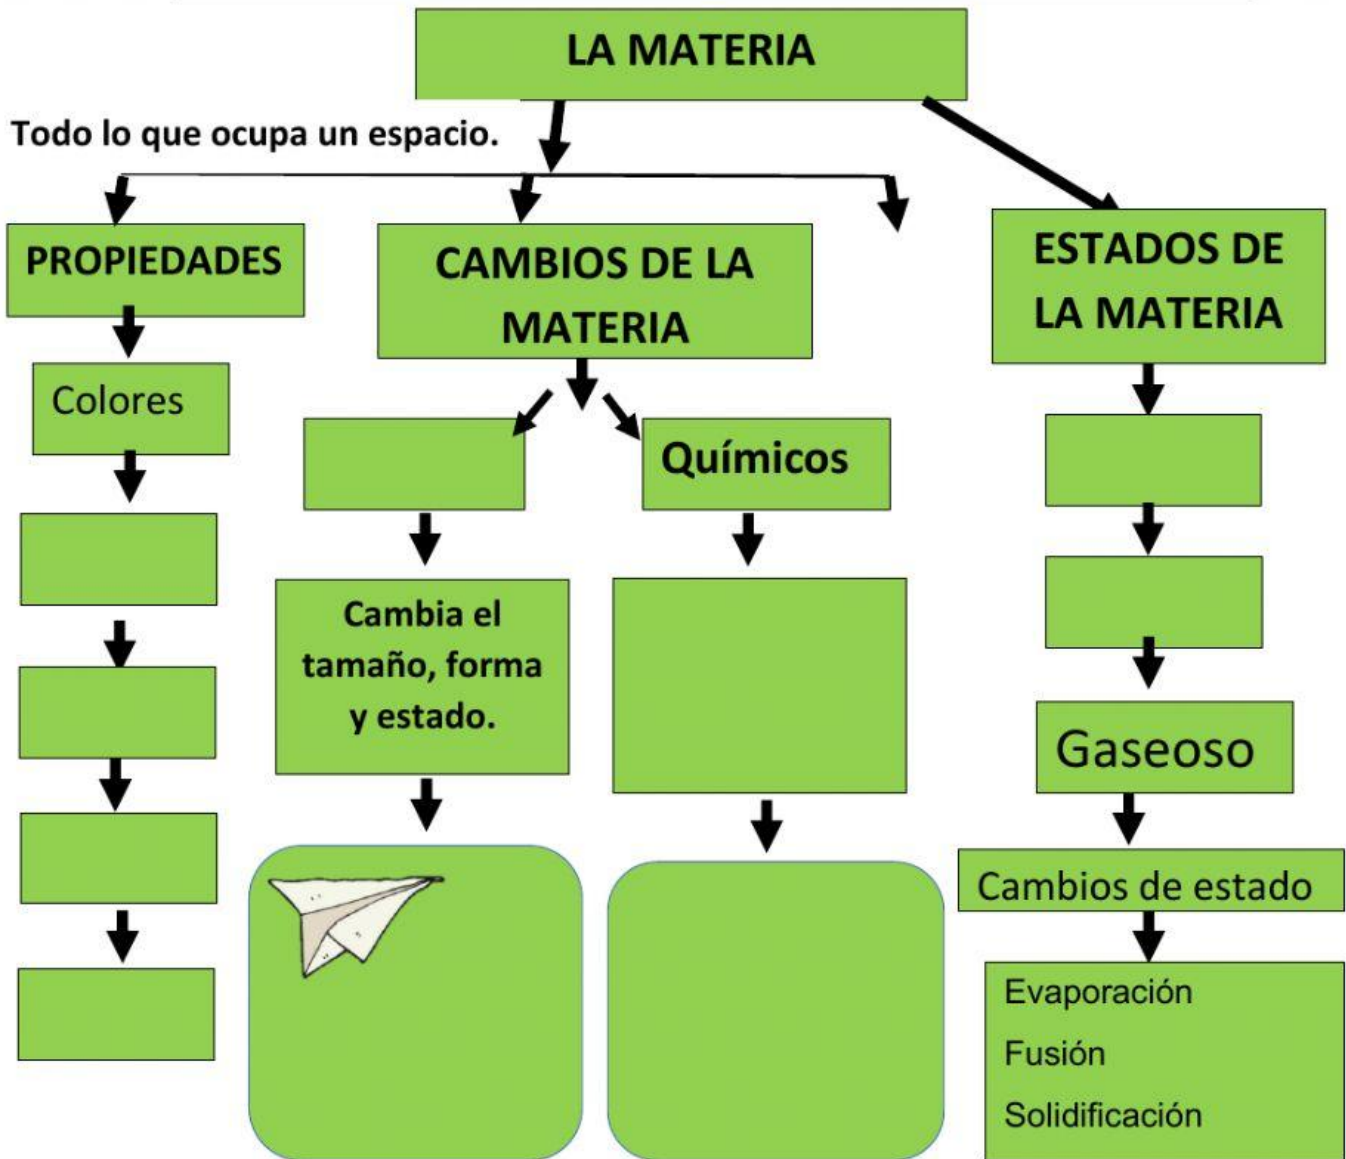 LA MATERIA
Todo lo que ocupa un espacio.
PROPIEDADES
Colores
CAMBIOS DE LA
MATERIA
Químicos
Cambia el
tamaño, forma
y estado.
ESTADOS DE
LA MATERIA
Gaseoso
Cambios de estado
Evaporación
Fusión
Solidificación